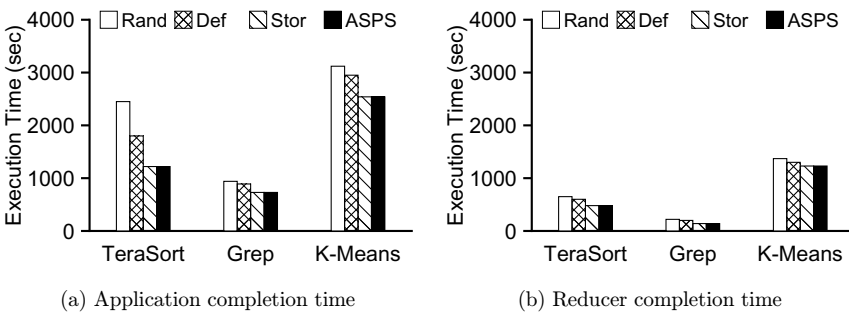 4000
3000
2000
1000
0
Execution Time (sec)
Rand Def Stor ASPS
TeraSort Grep K-Means
(a) Application completion time
4000
3000
2000
1000
0
Execution Time (sec)
Rand Def Stor ASPS
TeraSort Grep K-Means
(b) Reducer completion time